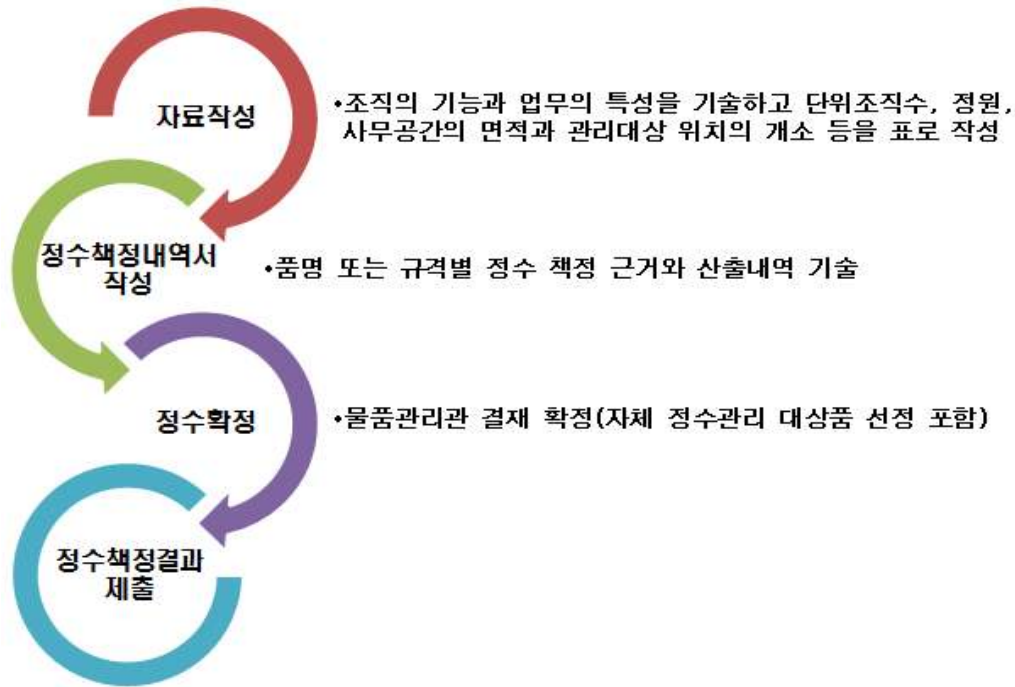 자료작성
•조직의 기능과 업무의 특성을 기술하고 단위조직수, 정원,
사무공간의 면적과 관리대상 위치의 개소 등을 표로 작성
정수책정내역서
작성
•품명 또는 규격별 정수 책정 근거와 산출내역 기술
정수확정
•물품관리관 결재 확정(자체 정수관리 대상품 선정 포함)
정수책정결과
제출